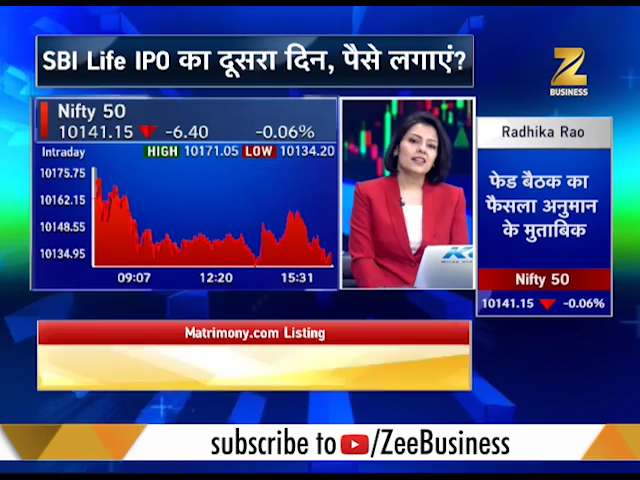 SBI Life IPO का दूसरा दिन, पैसे लगाएं?
Z
BUSINESS
Nifty 50
10141.15 -6.40 -0.06%
Intraday HIGH 10171.05 LOW 10134.20
10175.75
10162.15
10148.55
10134.95
09:07 12:20 15:31
Radhika Rao
फेड बैठक का
फैसला अनुमान
के मुताबिक
Nifty 50
10141.15 -0.06%
Matrimony.com Listing
subscribe to /ZeeBusiness